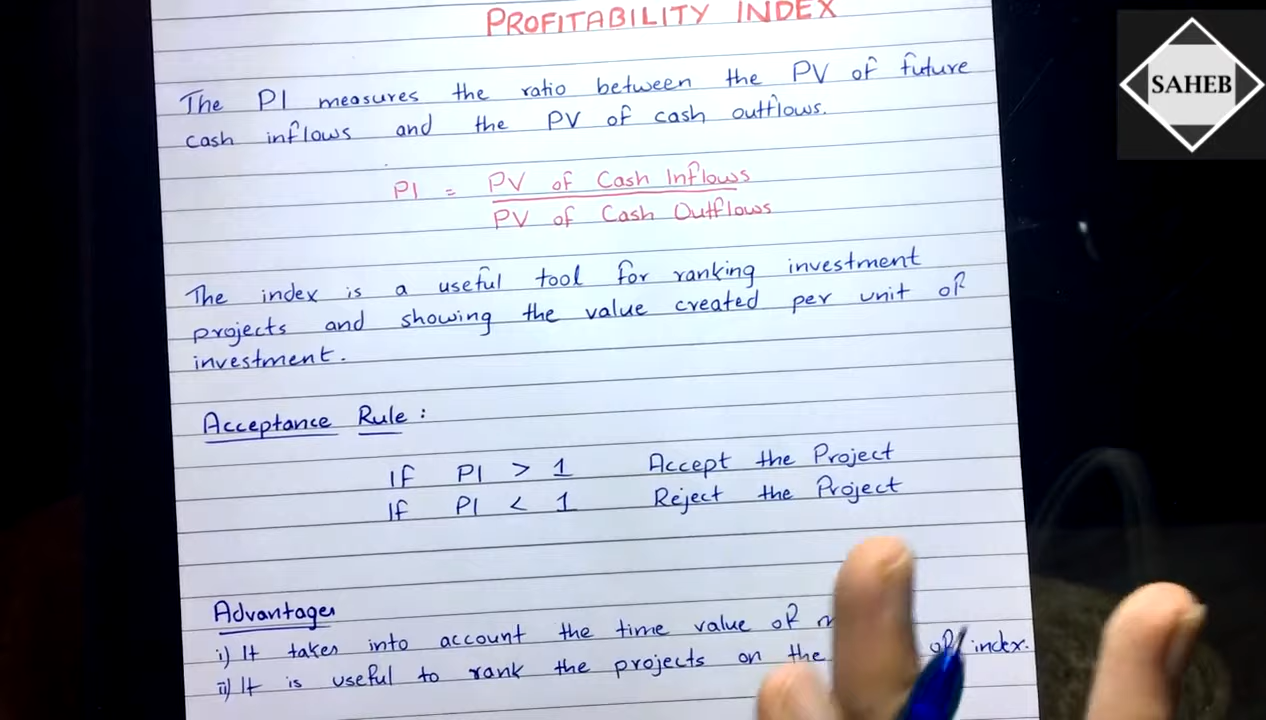 PROFITABILITY INDEX
SAHEB
The PI measures the ratio between the PV of future
cash inflows and the PV of cash outflows.
PI = PV of Cash Inflows
PV of Cash Outflows
The index is a useful tool for ranking investment
projects and showing the value created per unit of
investment.
Acceptance Rule:
If PI > 1 Accept the Project
If PI < 1 Reject the Project
Advantages
i) It takes into account the time value of
ii) It is useful to rank the projects on the of index.